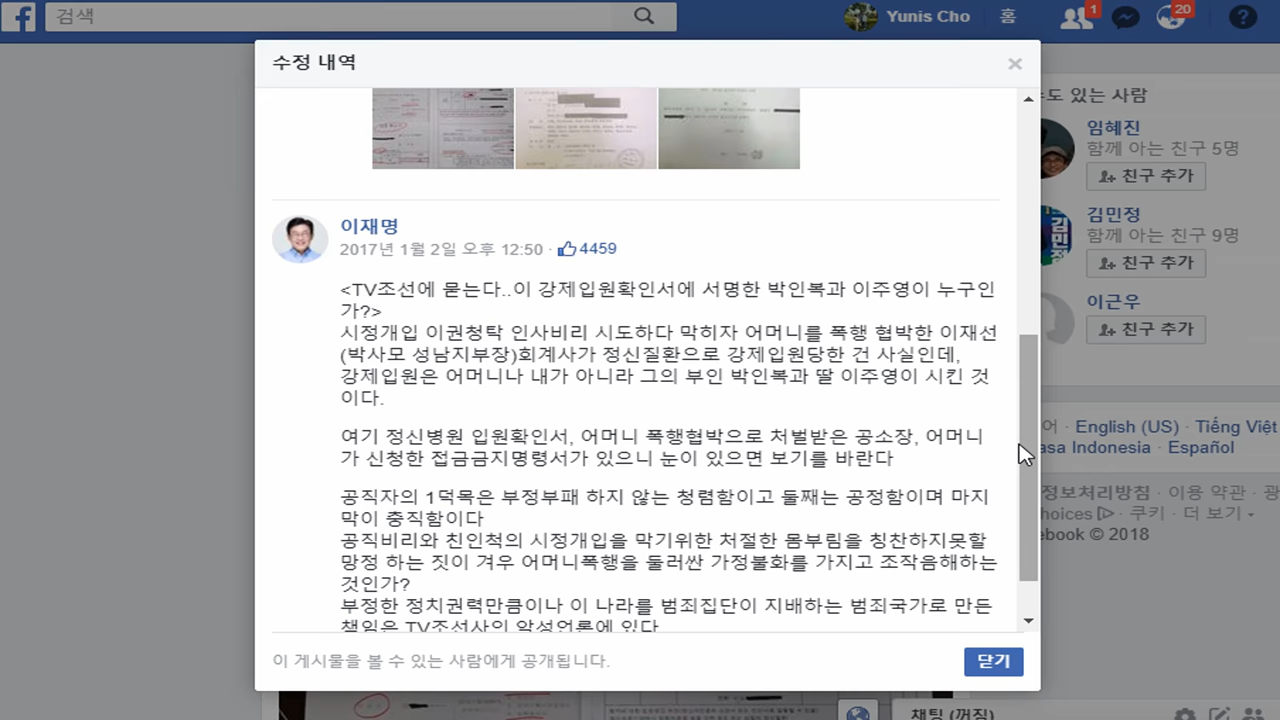 검색
Yunis Cho
홈
1
20
수정 내역
이재명
2017년 1월 2일 오후 12:50 · 4459
<TV조선에 묻는다..이 강제입원확인서에 서명한 박인복과 이주영이 누구인
가?>
시정개입 이권청탁 인사비리 시도하다 막히자 어머니를 폭행 협박한 이재선
(박사모 성남지부장)회계사가 정신질환으로 강제입원당한 건 사실인데,
강제입원은 어머니나 내가 아니라 그의 부인 박인복과 딸 이주영이 시킨 것
이다.
여기 정신병원 입원확인서, 어머니 폭행협박으로 처벌받은 공소장, 어머니
가 신청한 접금금지명령서가 있으니 눈이 있으면 보기를 바란다
공직자의 1덕목은 부정부패 하지 않는 청렴함이고 둘째는 공정함이며 마지
막이 충직함이다
공직비리와 친인척의 시정개입을 막기위한 처절한 몸부림을 칭찬하지못할
망정 하는 짓이 겨우 어머니폭행을 둘러싼 가정불화를 가지고 조작음해하는
것인가?
부정한 정치권력만큼이나 이 나라를 범죄집단이 지배하는 범죄국가로 만든
책임은 TV조선사의 악성언론에 있다
이 게시물을 볼 수 있는 사람에게 공개됩니다.
닫기
도 있는 사람
임혜진
함께 아는 친구 5명
친구 추가
김민정
함께 아는 친구 9명
친구 추가
이근우
친구 추가
어 · English (US) · Tiếng Việt
asa Indonesia · Español
정보처리방침 · 이용 약관 · 광
hoices · 쿠키 · 더 보기
ebook © 2018
채팅 (꺼짐)